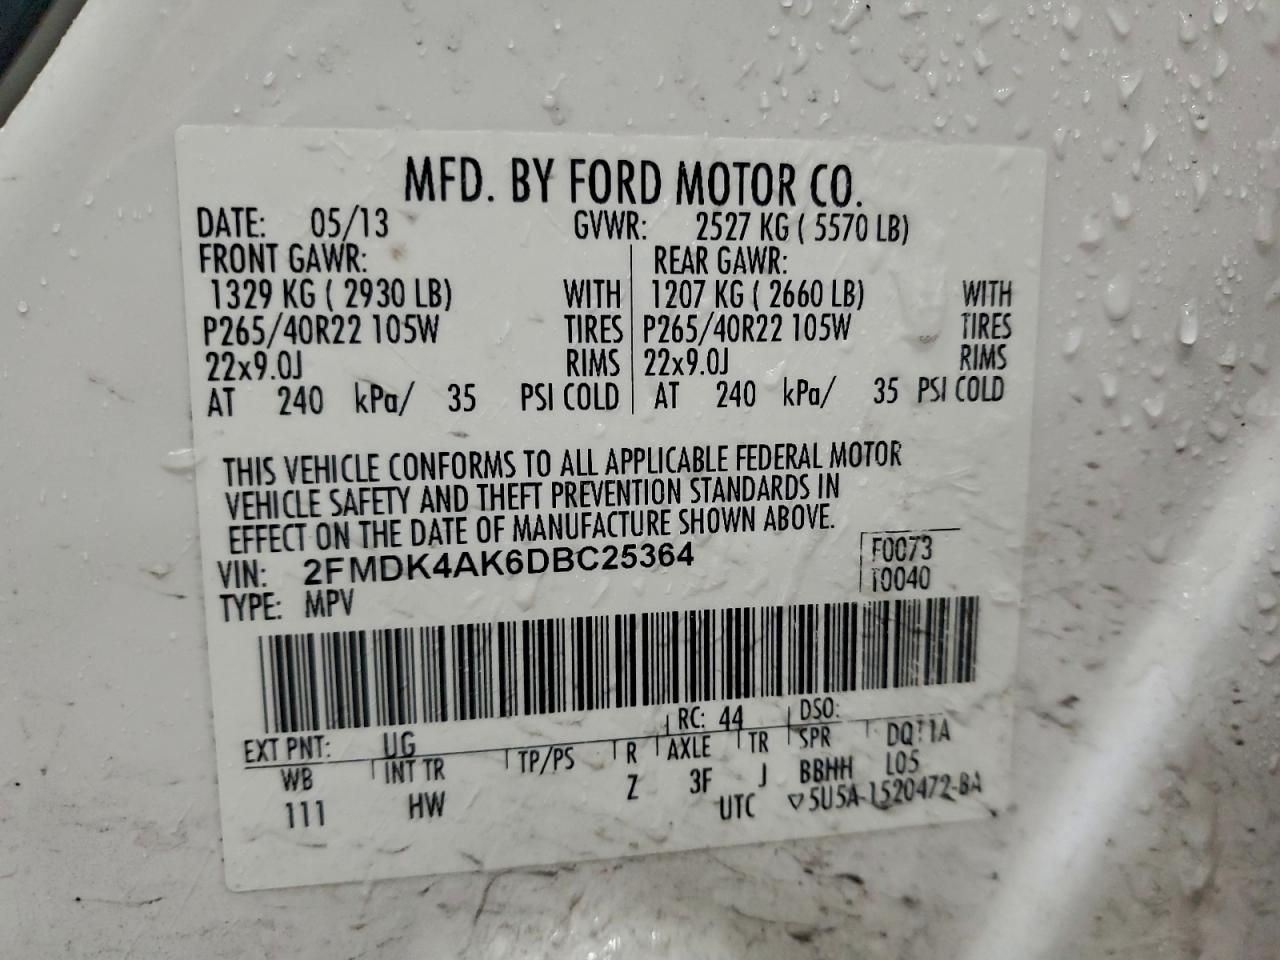 MFD. BY FORD MOTOR CO.
DATE: 05/13 GVWR: 2527 KG ( 5570 LB)
FRONT GAWR: REAR GAWR:
1329 KG ( 2930 LB) WITH 1207 KG ( 2660 LB) WITH
P265/40R22 105W TIRES P265/40R22 105W TIRES
22x9.0J RIMS 22x9.0J RIMS
AT 240 kPa/ 35 PSI COLD AT 240 kPa/ 35 PSI COLD
THIS VEHICLE CONFORMS TO ALL APPLICABLE FEDERAL MOTOR
VEHICLE SAFETY AND THEFT PREVENTION STANDARDS IN
EFFECT ON THE DATE OF MANUFACTURE SHOWN ABOVE.
VIN: 2FMDK4AK6DBC25364 F0073
TYPE: MPV T0040
EXT PNT: UG RC: 44 DSO:
WB INT TR TP/PS R AXLE TR SPR
111 HW Z 3F J BBHH L05
UTC ▽5U5A-1520472-BA